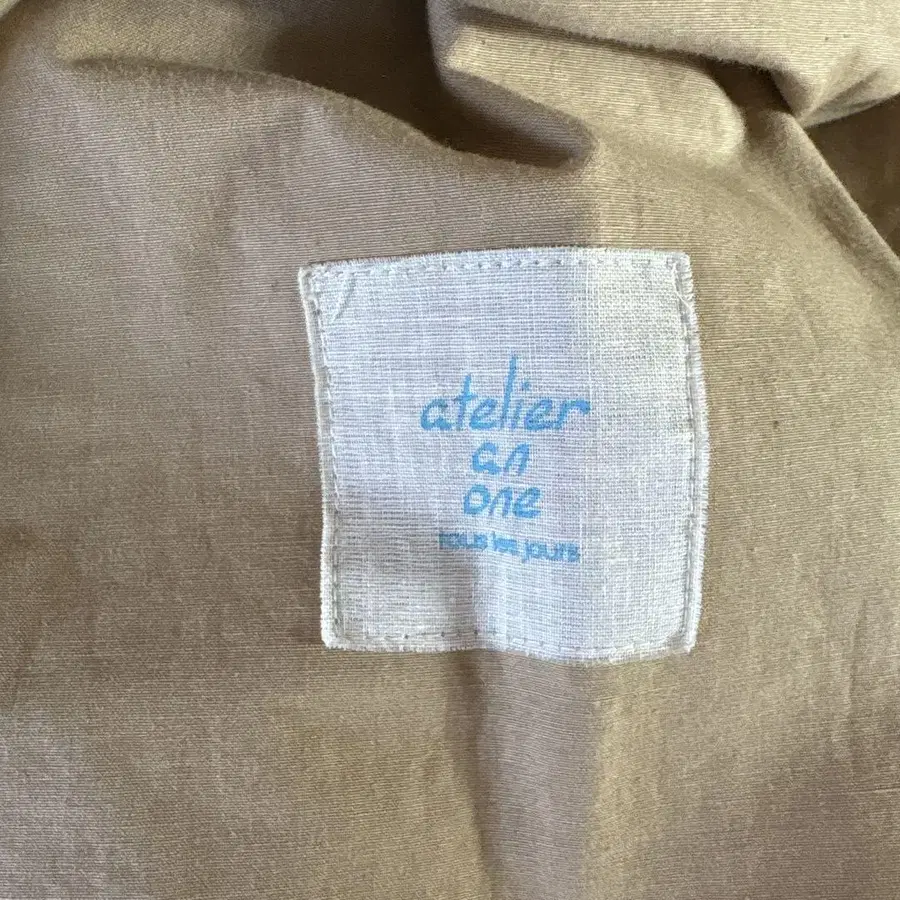 atelier
an
one
tous les jours